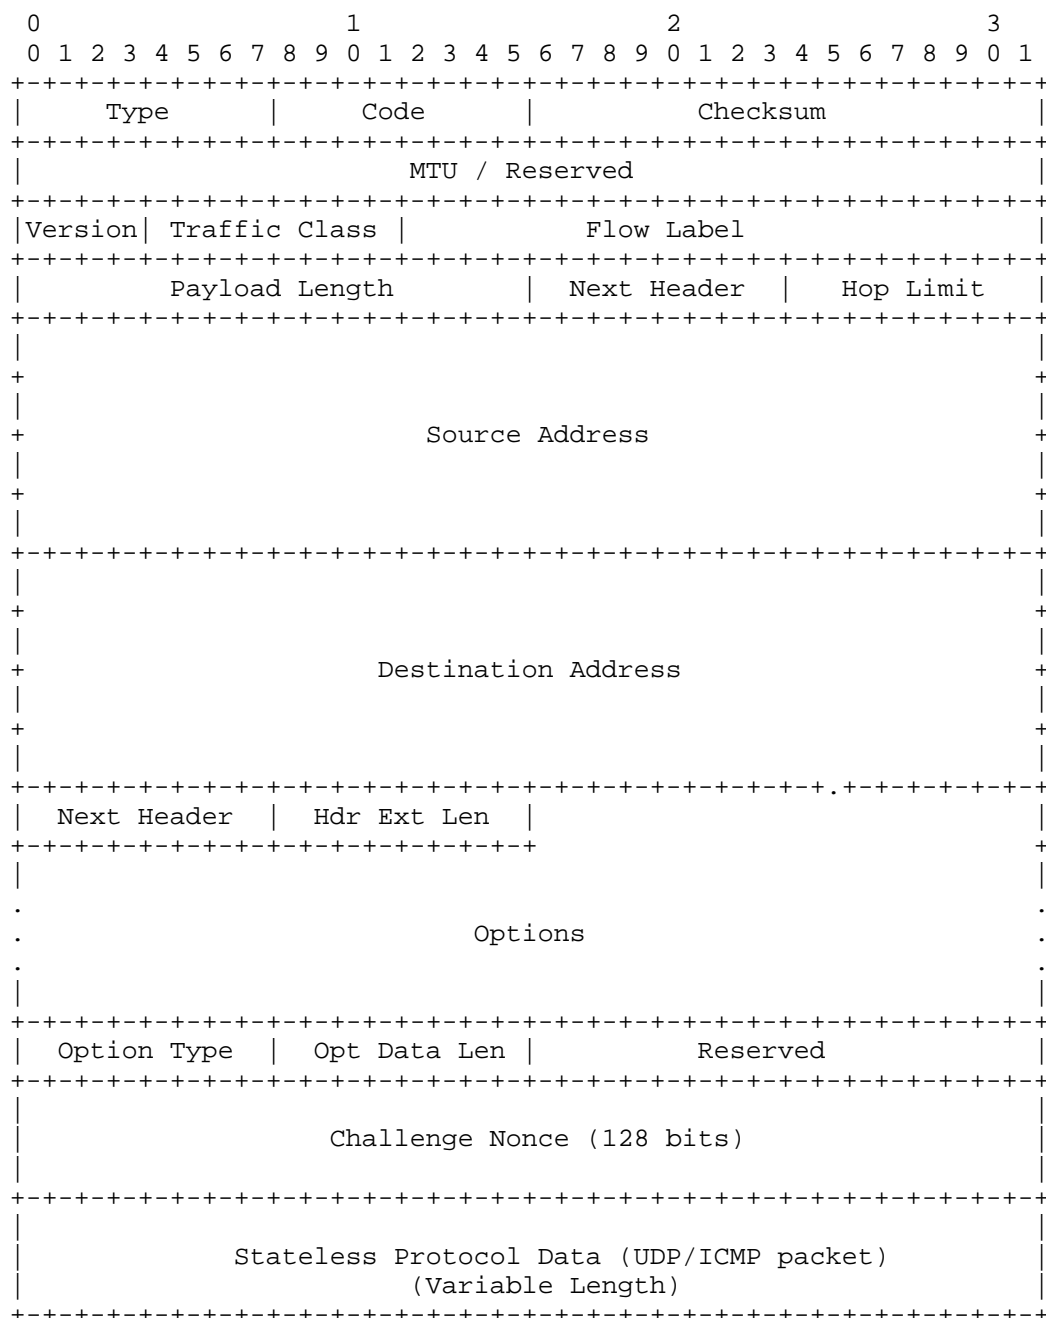 0                   1                   2                   3
 0 1 2 3 4 5 6 7 8 9 0 1 2 3 4 5 6 7 8 9 0 1 2 3 4 5 6 7 8 9 0 1
+-+-+-+-+-+-+-+-+-+-+-+-+-+-+-+-+-+-+-+-+-+-+-+-+-+-+-+-+-+-+-+-+
|     Type      |     Code      |          Checksum             |
+-+-+-+-+-+-+-+-+-+-+-+-+-+-+-+-+-+-+-+-+-+-+-+-+-+-+-+-+-+-+-+-+
|                        MTU / Reserved                         |
+-+-+-+-+-+-+-+-+-+-+-+-+-+-+-+-+-+-+-+-+-+-+-+-+-+-+-+-+-+-+-+-+
|Version| Traffic Class |           Flow Label                  |
+-+-+-+-+-+-+-+-+-+-+-+-+-+-+-+-+-+-+-+-+-+-+-+-+-+-+-+-+-+-+-+-+
|         Payload Length        |  Next Header  |   Hop Limit   |
+-+-+-+-+-+-+-+-+-+-+-+-+-+-+-+-+-+-+-+-+-+-+-+-+-+-+-+-+-+-+-+-+
|                                                               |
+                                                               +
|                                                               |
+                         Source Address                        +
|                                                               |
+                                                               +
|                                                               |
+-+-+-+-+-+-+-+-+-+-+-+-+-+-+-+-+-+-+-+-+-+-+-+-+-+-+-+-+-+-+-+-+
|                                                               |
+                                                               +
|                                                               |
+                      Destination Address                      +
|                                                               |
+                                                               +
|                                                               |
+-+-+-+-+-+-+-+-+-+-+-+-+-+-+-+-+-+-+-+-+-+-+-+-+-+.+-+-+-+-+-+-+
|  Next Header  |  Hdr Ext Len  |                               |
+-+-+-+-+-+-+-+-+-+-+-+-+-+-+-+-+                               +
|                                                               |
.                                                               .
.                            Options                            .
.                                                               .
|                                                               |
+-+-+-+-+-+-+-+-+-+-+-+-+-+-+-+-+-+-+-+-+-+-+-+-+-+-+-+-+-+-+-+-+
|  Option Type  |  Opt Data Len |          Reserved             |
+-+-+-+-+-+-+-+-+-+-+-+-+-+-+-+-+-+-+-+-+-+-+-+-+-+-+-+-+-+-+-+-+
|                                                               |
|                   Challenge Nonce (128 bits)                  |
|                                                               |
+-+-+-+-+-+-+-+-+-+-+-+-+-+-+-+-+-+-+-+-+-+-+-+-+-+-+-+-+-+-+-+-+
|                                                               |
|             Stateless Protocol Data (UDP/ICMP packet)         |
|                        (Variable Length)                      |
+-+-+-+-+-+-+-+-+-+-+-+-+-+-+-+-+-+-+-+-+-+-+-+-+-+-+-+-+-+-+-+-+